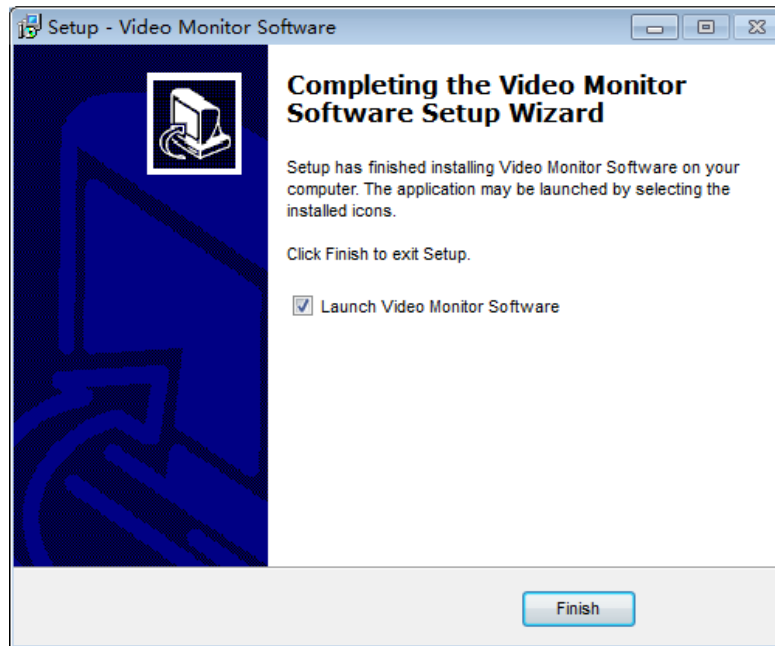 Setup - Video Monitor Software
Completing the Video Monitor
Software Setup Wizard
Setup has finished installing Video Monitor Software on your
computer. The application may be launched by selecting the
installed icons.
Click Finish to exit Setup.
Launch Video Monitor Software
Finish